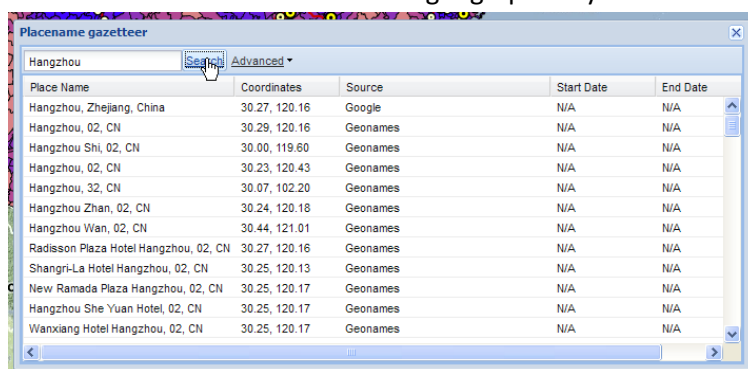 Placename gazetteer
Hangzhou Search Advanced
Place Name Coordinates Source Start Date End Date
Hangzhou, Zhejiang, China 30.27, 120.16 Google N/A N/A
Hangzhou, 02, CN 30.29, 120.16 Geonames N/A N/A
Hangzhou Shi, 02, CN 30.00, 119.60 Geonames N/A N/A
Hangzhou, 02, CN 30.23, 120.43 Geonames N/A N/A
Hangzhou, 32, CN 30.07, 102.20 Geonames N/A N/A
Hangzhou Zhan, 02, CN 30.24, 120.18 Geonames N/A N/A
Hangzhou Wan, 02, CN 30.44, 121.01 Geonames N/A N/A
Radisson Plaza Hotel Hangzhou, 02, CN 30.27, 120.16 Geonames N/A N/A
Shangri-La Hotel Hangzhou, 02, CN 30.25, 120.13 Geonames N/A N/A
New Ramada Plaza Hangzhou, 02, CN 30.25, 120.17 Geonames N/A N/A
Hangzhou She Yuan Hotel, 02, CN 30.25, 120.17 Geonames N/A N/A
Wanxiang Hotel Hangzhou, 02, CN 30.25, 120.17 Geonames N/A N/A